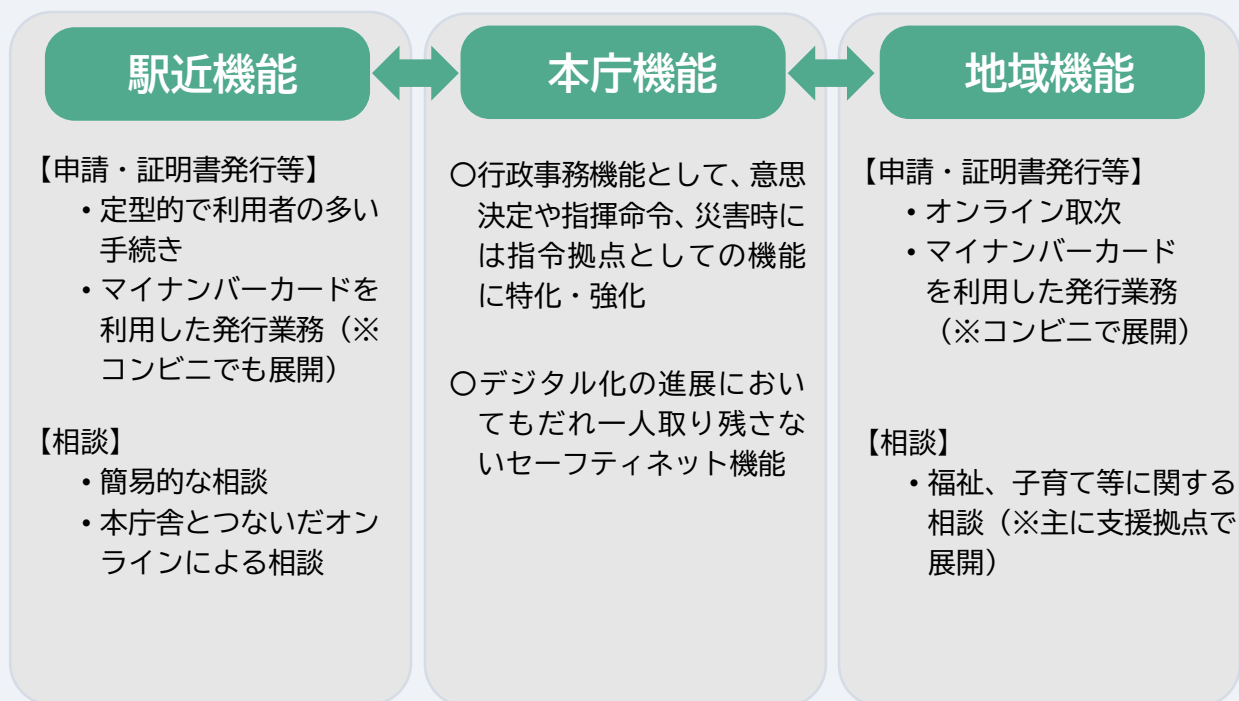 駅近機能
【申請・証明書発行等】
・定型的で利用者の多い
手続き
・マイナンバーカードを
利用した発行業務（※
コンビニでも展開）
【相談】
・簡易的な相談
・本庁舎とつないだオン
ラインによる相談
本庁機能
〇行政事務機能として、意思
決定や指揮命令、災害時に
は指令拠点としての機能
に特化・強化
〇デジタル化の進展におい
てもだれ一人取り残さな
いセーフティネット機能
地域機能
【申請・証明書発行等】
・オンライン取次
・マイナンバーカード
を利用した発行業務
（※コンビニで展開）
【相談】
・福祉、子育て等に関する
相談（※主に支援拠点で
展開）